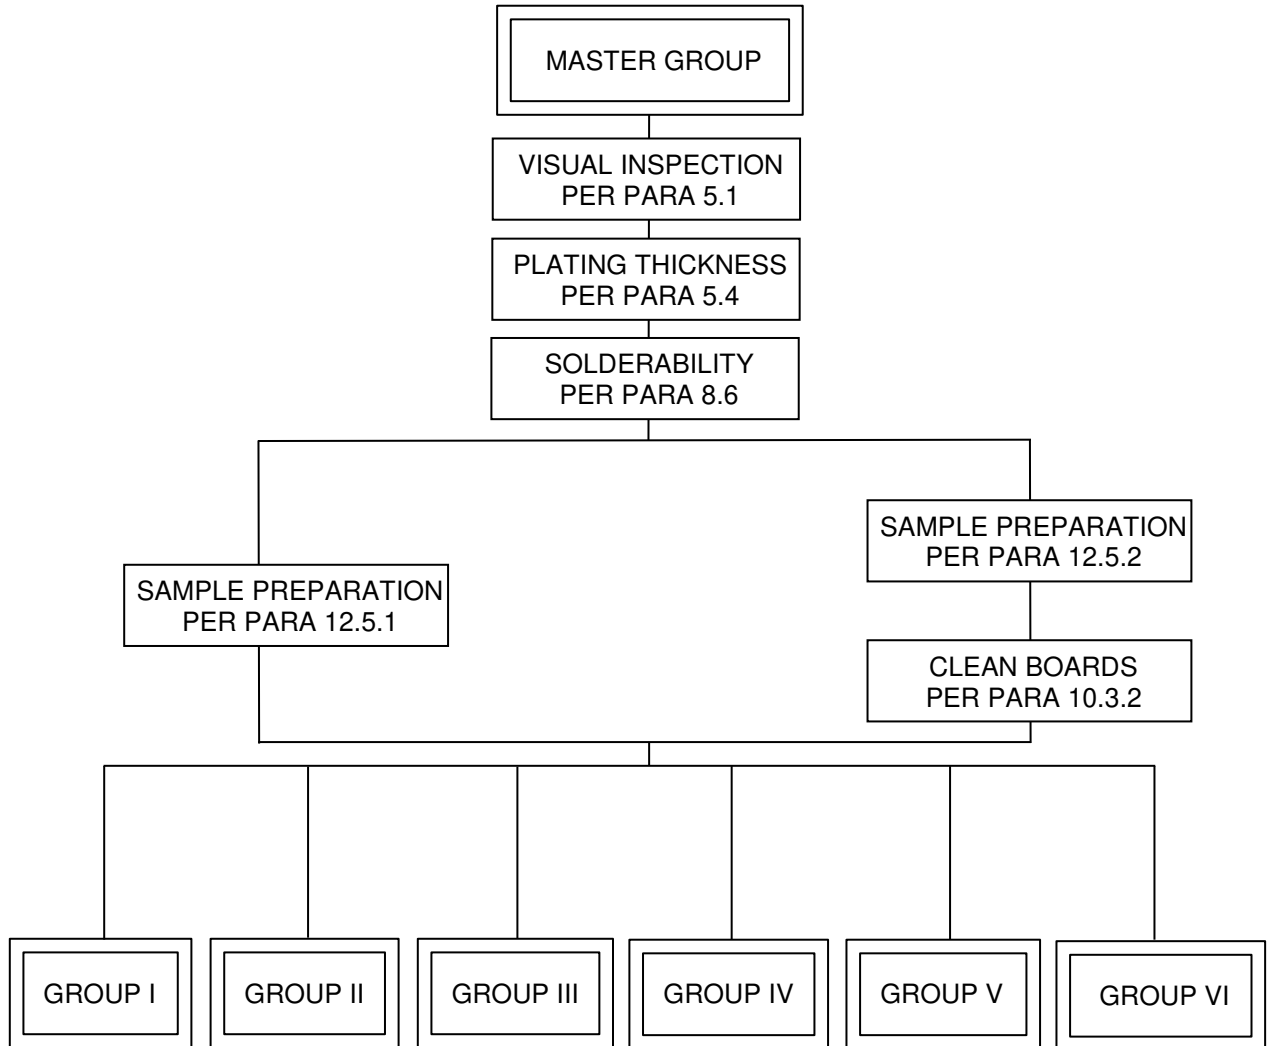 MASTER GROUP
VISUAL INSPECTION
PER PARA 5.1
PLATING THICKNESS
PER PARA 5.4
SOLDERABILITY
PER PARA 8.6
SAMPLE PREPARATION
PER PARA 12.5.2
SAMPLE PREPARATION
PER PARA 12.5.1
CLEAN BOARDS
PER PARA 10.3.2
GROUP I
GROUP II
GROUP III
GROUP IV
GROUP V
GROUP VI